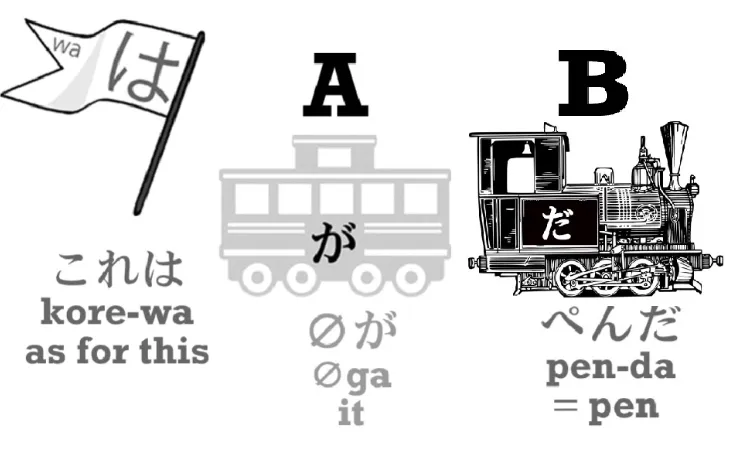 wa
は
A
B
が
だ
これは
kore-wa
as for this
∅が
∅ga
it
ぺんだ
pen-da
= pen